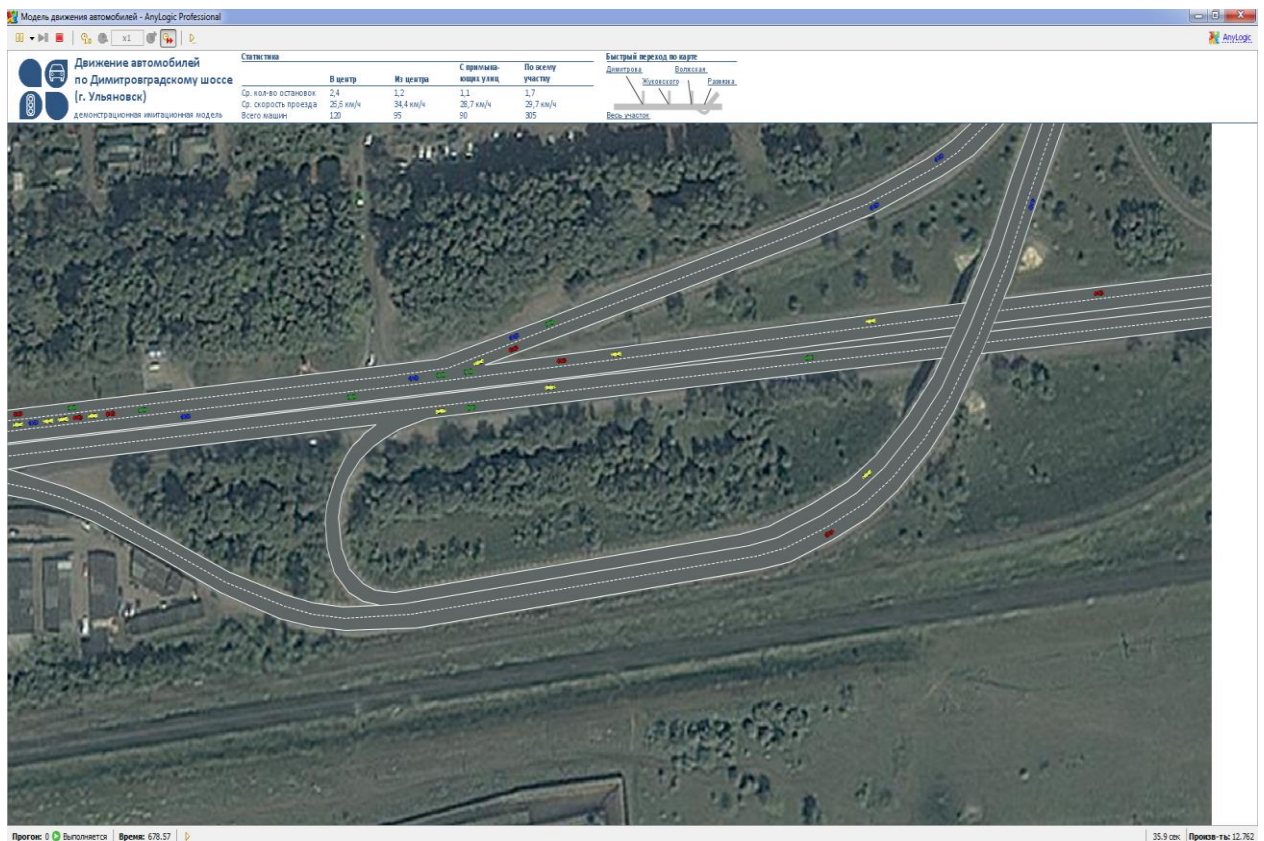 Модель движения автомобилей - AnyLogic Professional
x1
AnyLogic
Движение автомобилей
по Димитровградскому шоссе
(г. Ульяновск)
демонстрационная имитационная модель
Статистика
В центр Из центра С примыка-ющих улиц По всему участку
Ср. кол-во остановок 2,4 1,2 1,1 1,7
Ср. скорость проезда 26,6 км/ч 34,4 км/ч 28,7 км/ч 29,7 км/ч
Всего машин 120 95 90 305
Быстрый переход по карте
Димитрова Волжская
Жуковского Развязка
Весь участок
Прогон: 0 Выполняется Время: 678.57 35.9 сек Произв-ть: 12.762